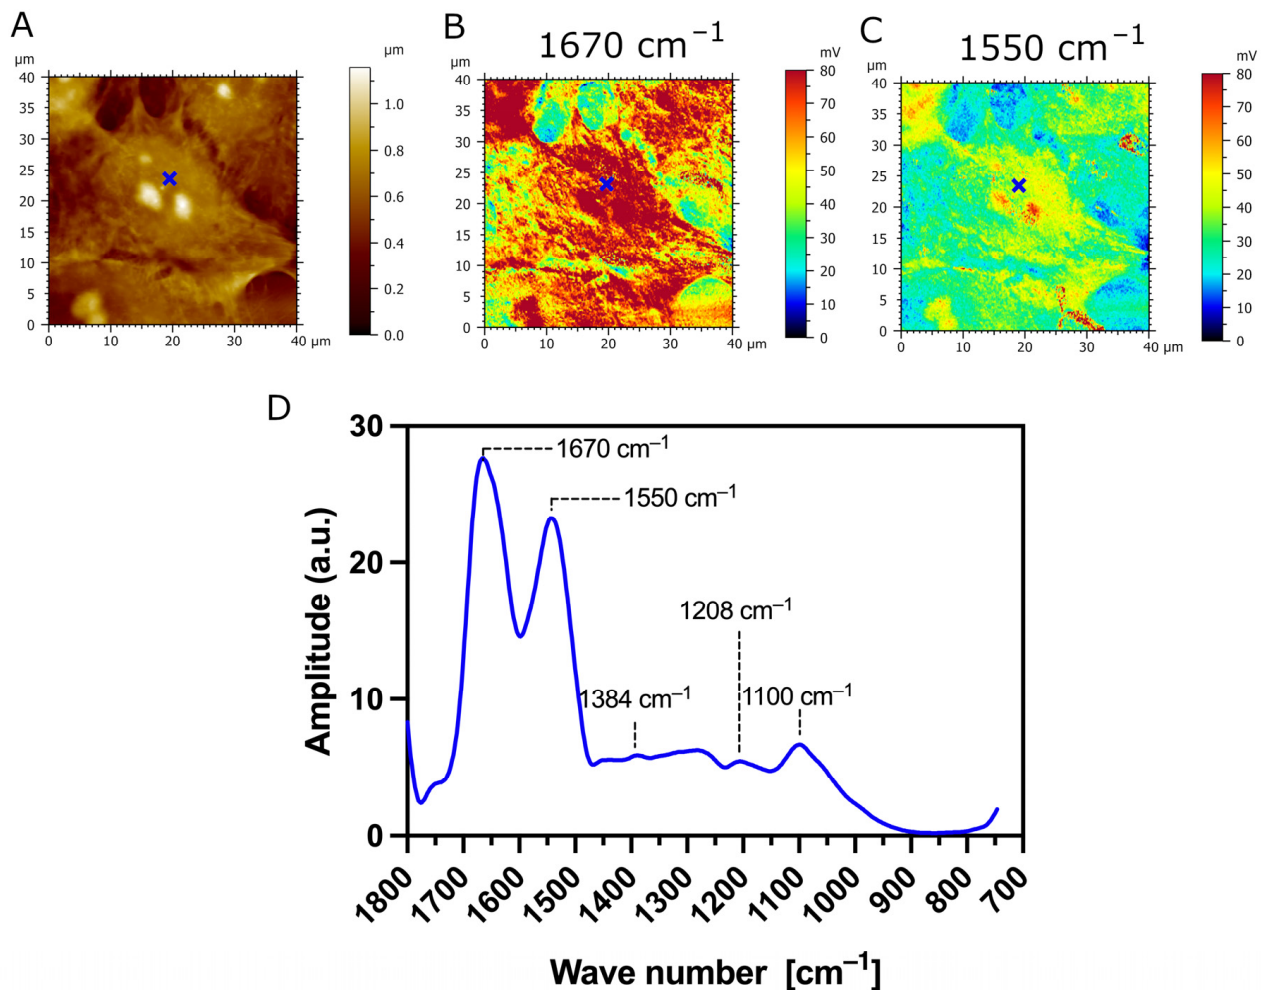 A
µm
40
35
30
25
20
15
10
5
0
0 10 20 30 40 µm
µm
1.0
0.8
0.6
0.4
0.2
0.0
B
1670 cm⁻¹
µm
40
35
30
25
20
15
10
5
0
0 10 20 30 40 µm
mV
80
70
60
50
40
30
20
10
0
C
1550 cm⁻¹
µm
40
35
30
25
20
15
10
5
0
0 10 20 30 40 µm
mV
80
70
60
50
40
30
20
10
0
D
30
20
10
0
Amplitude (a.u.)
1670 cm⁻¹
1550 cm⁻¹
1384 cm⁻¹
1208 cm⁻¹
1100 cm⁻¹
1800 1700 1600 1500 1400 1300 1200 1100 1000 900 800 700
Wave number [cm⁻¹]